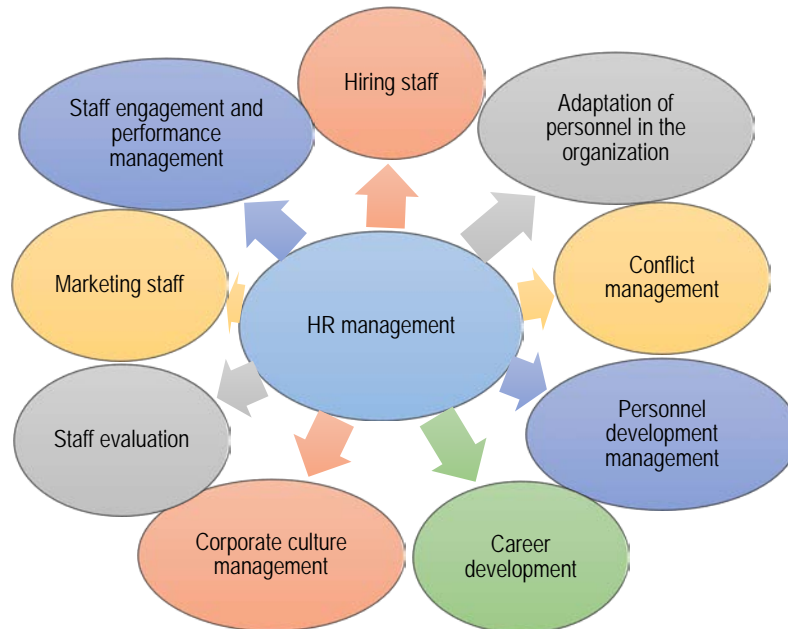 Hiring staff
Adaptation of
personnel in the
organization
Conflict
management
Personnel
development
management
Career
development
Corporate culture
management
Staff evaluation
Marketing staff
Staff engagement and
performance
management
HR management